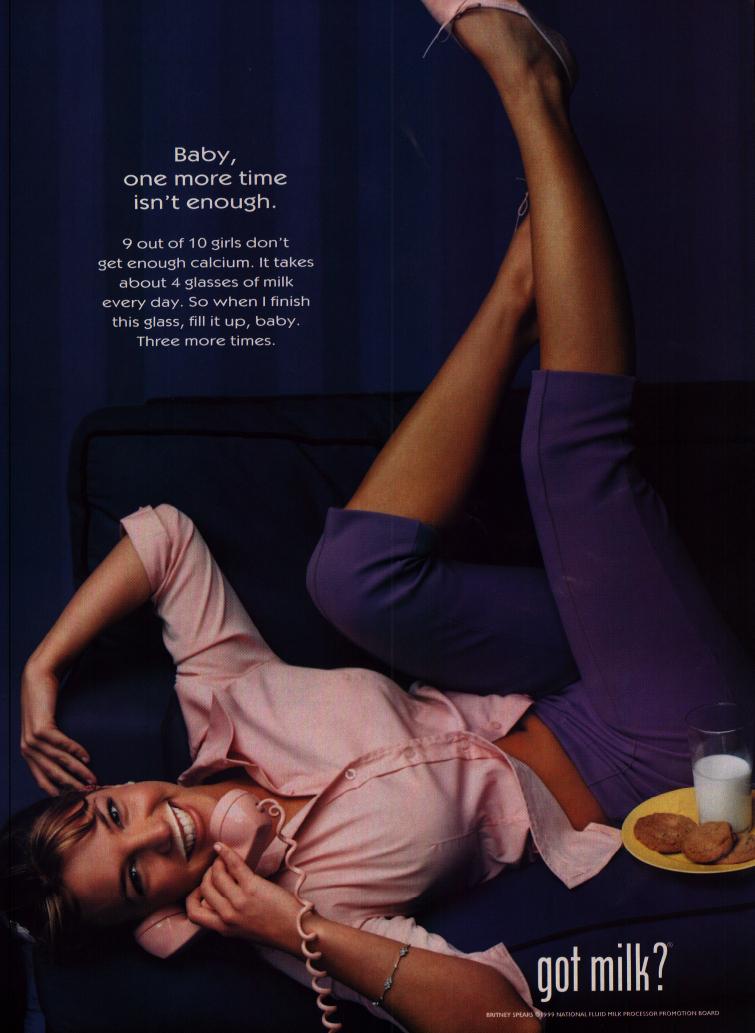 Baby,
one more time
isn't enough.
9 out of 10 girls don't
get enough calcium. It takes
about 4 glasses of milk
every day. So when I finish
this glass, fill it up, baby.
Three more times.
got milk?®
BRITNEY SPEARS ©1999 NATIONAL FLUID MILK PROCESSOR PROMOTION BOARD